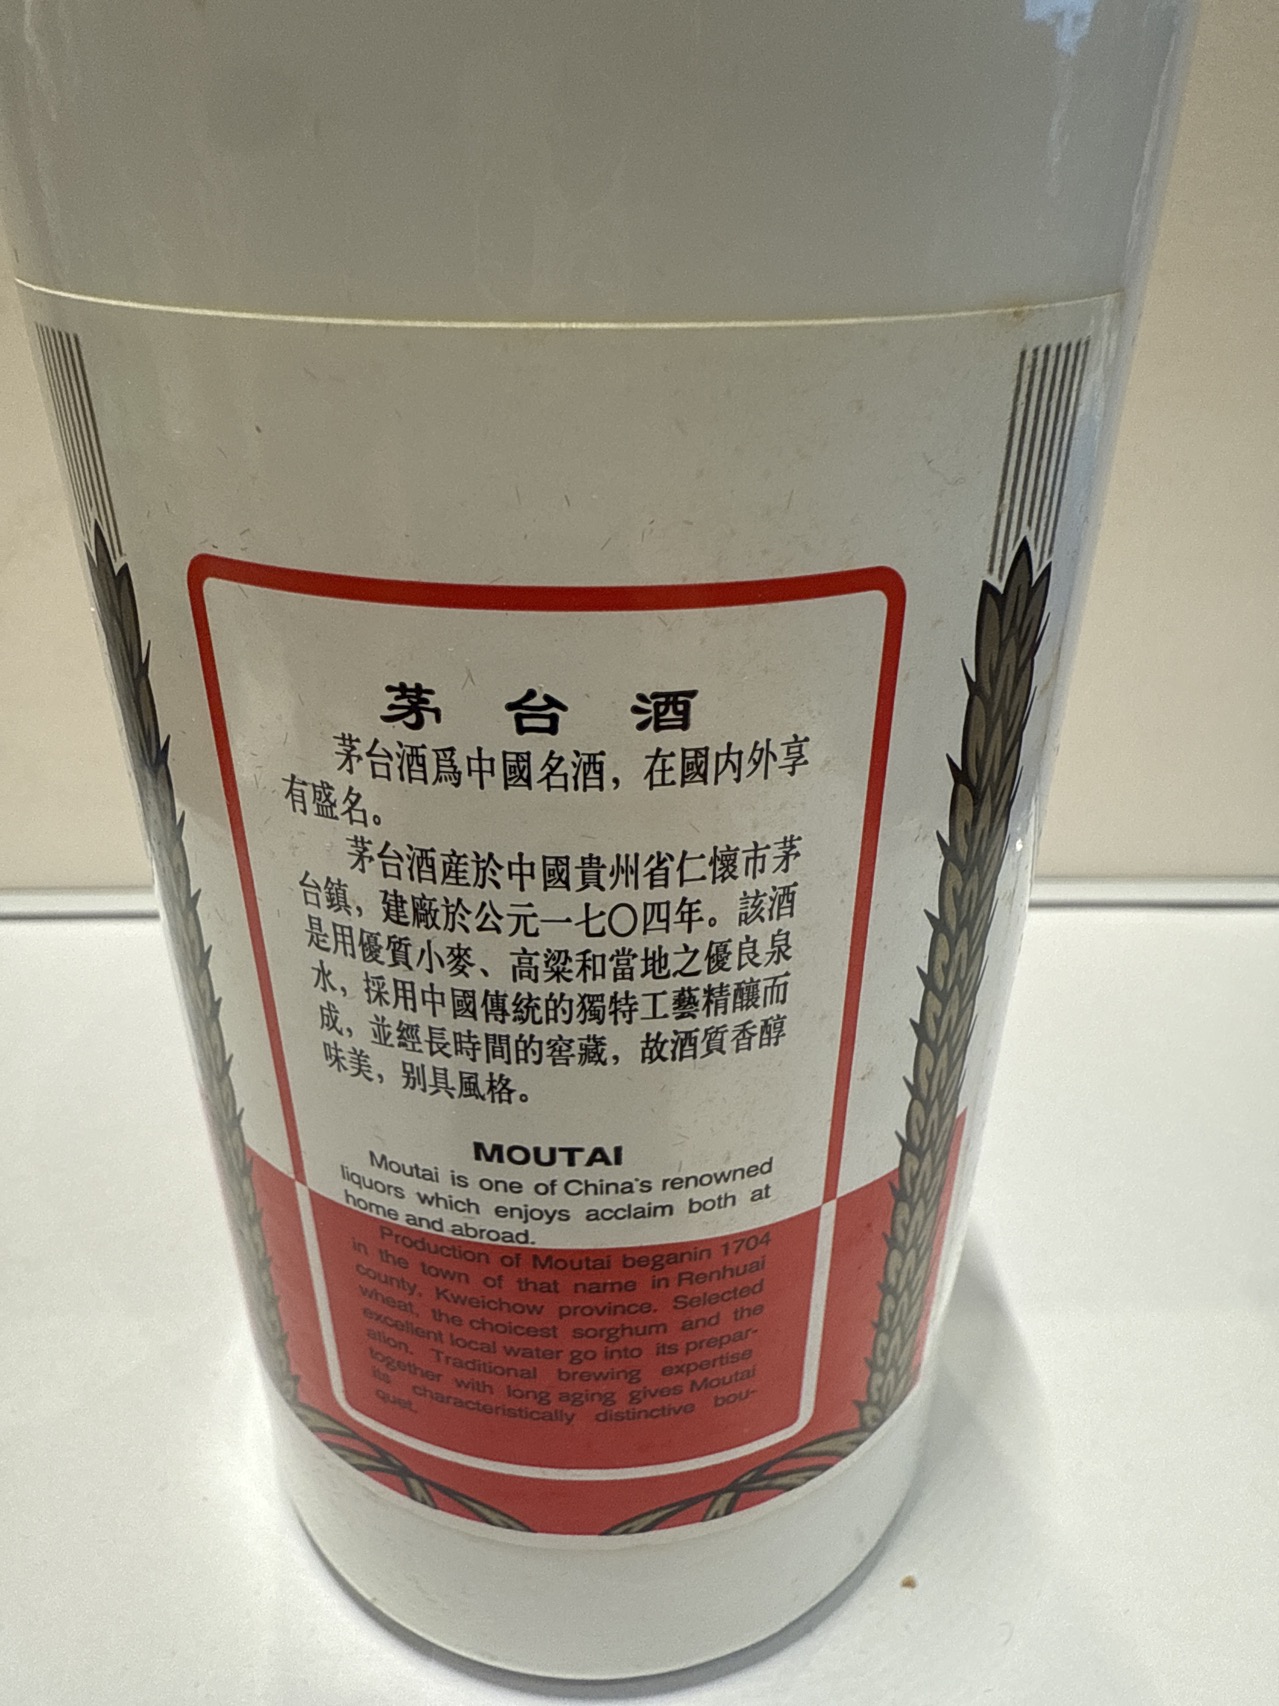 茅台酒
茅台酒爲中國名酒，在國内外享
有盛名。
茅台酒産於中國貴州省仁懷市茅
台鎮，建廠於公元一七〇四年。該酒
是用優質小麥、高粱和當地之優良泉
水，採用中國傳統的獨特工藝精釀而
成，並經長時間的窖藏，故酒質香醇
味美，别具風格。
MOUTAI
Moutai is one of China's renowned
liquors which enjoys acclaim both at
home and abroad.
Production of Moutai beganin 1704
in the town of that name in Renhuai
county, Kweichow province. Selected
wheat, the choicest sorghum and the
excellent local water go into its prepar-
ation. Traditional brewing expertise
together with long aging gives Moutai
its characteristically distinctive bou-
quet.